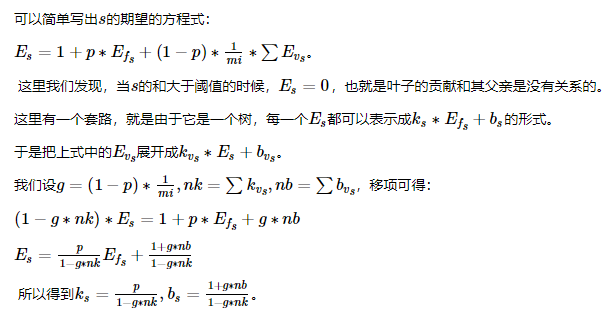 可以简单写出$s$的期望的方程式：
$E_s = 1 + p * E_{f_s} + (1 - p) * \frac{1}{mi} * \sum E_{v_s}$。
这里我们发现，当$s$的和大于阈值的时候，$E_s = 0$，也就是叶子的贡献和其父亲是没有关系的。
这里有一个套路，就是由于它是一个树，每一个$E_s$都可以表示成$k_s * E_{f_s} + b_s$的形式。
于是把上式中的$E_{v_s}$展开成$k_{v_s} * E_s + b_{v_s}$。
我们设$g = (1 - p) * \frac{1}{mi}, nk = \sum k_{v_s}, nb = \sum b_{v_s}$，移项可得：
$(1 - g * nk) * E_s = 1 + p * E_{f_s} + g * nb$
$E_s = \frac{p}{1 - g * nk} E_{f_s} + \frac{1 + g * nb}{1 - g * nk}$
所以得到$k_s = \frac{p}{1 - g * nk}, b_s = \frac{1 + g * nb}{1 - g * nk}$。